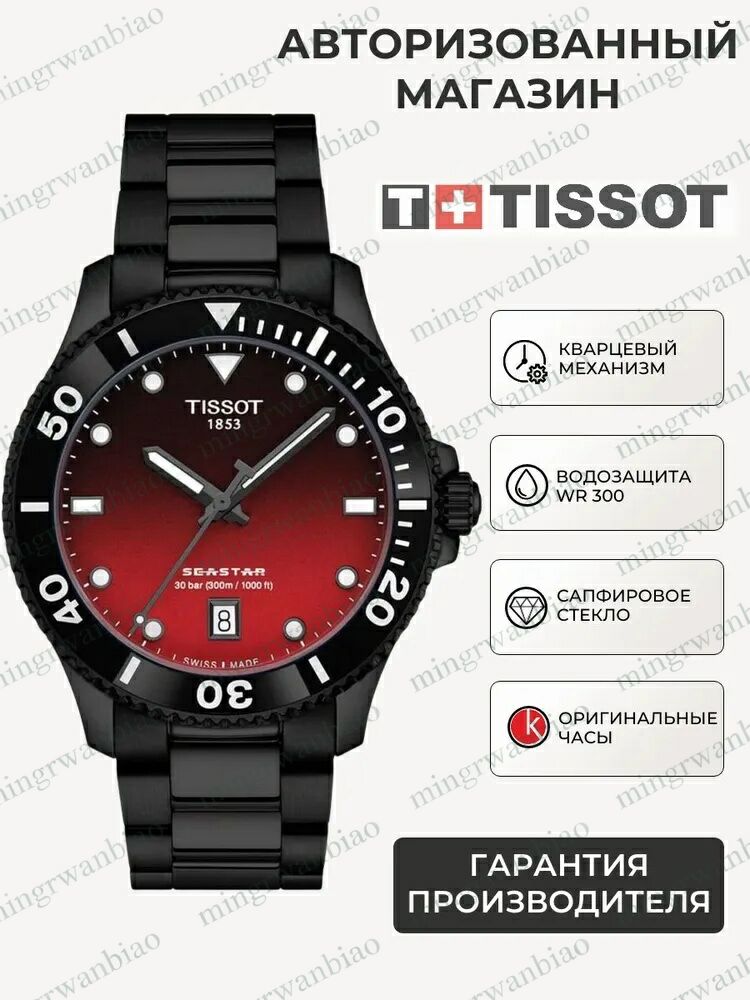 АВТОРИЗОВАННЫЙ
МАГАЗИН
T+TISSOT
КВАРЦЕВЫЙ
МЕХАНИЗМ
ВОДОЗАЩИТА
WR 300
САПФИРОВОЕ
СТЕКЛО
k
ОРИГИНАЛЬНЫЕ
ЧАСЫ
ГАРАНТИЯ
ПРОИЗВОДИТЕЛЯ
TISSOT
1853
SEASTAR
30 bar (300m / 1000 ft)
8
SWISS MADE
10
20
30
40
50
mingrwanbiao